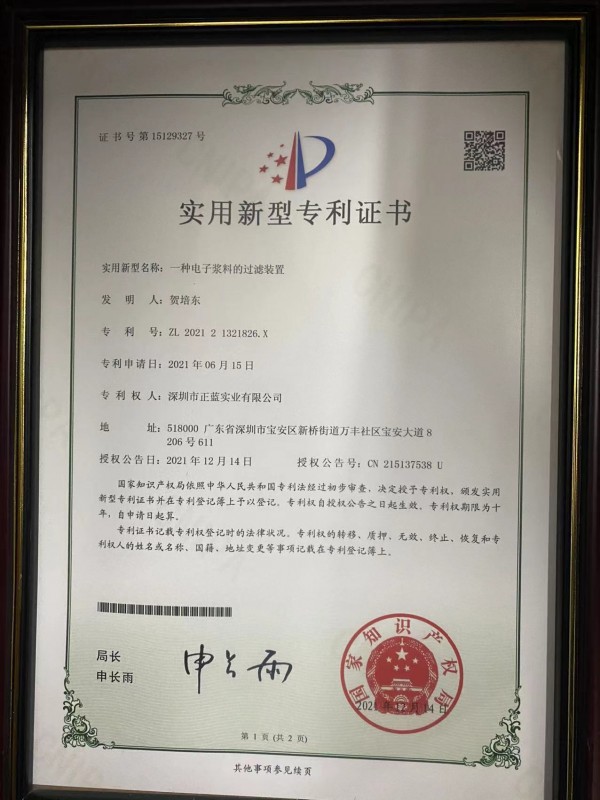 证书号第15129327号
实用新型专利证书
实用新型名称：一种电子浆料的过滤装置
发明人：贺培东
专利号：ZL 2021 2 1321826.X
专利申请日：2021年06月15日
专利权人：深圳市正蓝实业有限公司
地址：518000 广东省深圳市宝安区新桥街道万丰社区宝安大道8
206号611
授权公告日：2021年12月14日 授权公告号：CN 215137538 U
国家知识产权局依照中华人民共和国专利法经过初步审查，决定授予专利权，颁发实用
新型专利证书并在专利登记簿上予以登记。专利权自授权公告之日起生效。专利权期限为十
年，自申请日起算。
专利证书记载专利权登记时的法律状况。专利权的转移、质押、无效、终止、恢复和专
利权人的姓名或名称、国籍、地址变更等事项记载在专利登记簿上。
局长
申长雨
申长雨
国家知识产权局
2021年12月14日
第 1 页 (共 2 页)
其他事项参见续页